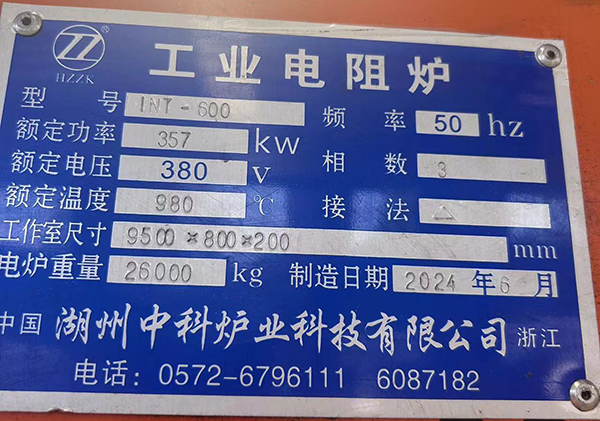 HZZK ® 工业电阻炉
型号 INT-600 频率 50 hz
额定功率 357 kw 相数 3
额定电压 380 v 接法 △
额定温度 980 ℃
工作室尺寸 9500×800×200 mm
电炉重量 26000 kg 制造日期 2024 年 6 月
中国 湖州中科炉业科技有限公司 浙江
电话：0572-6796111 6087182